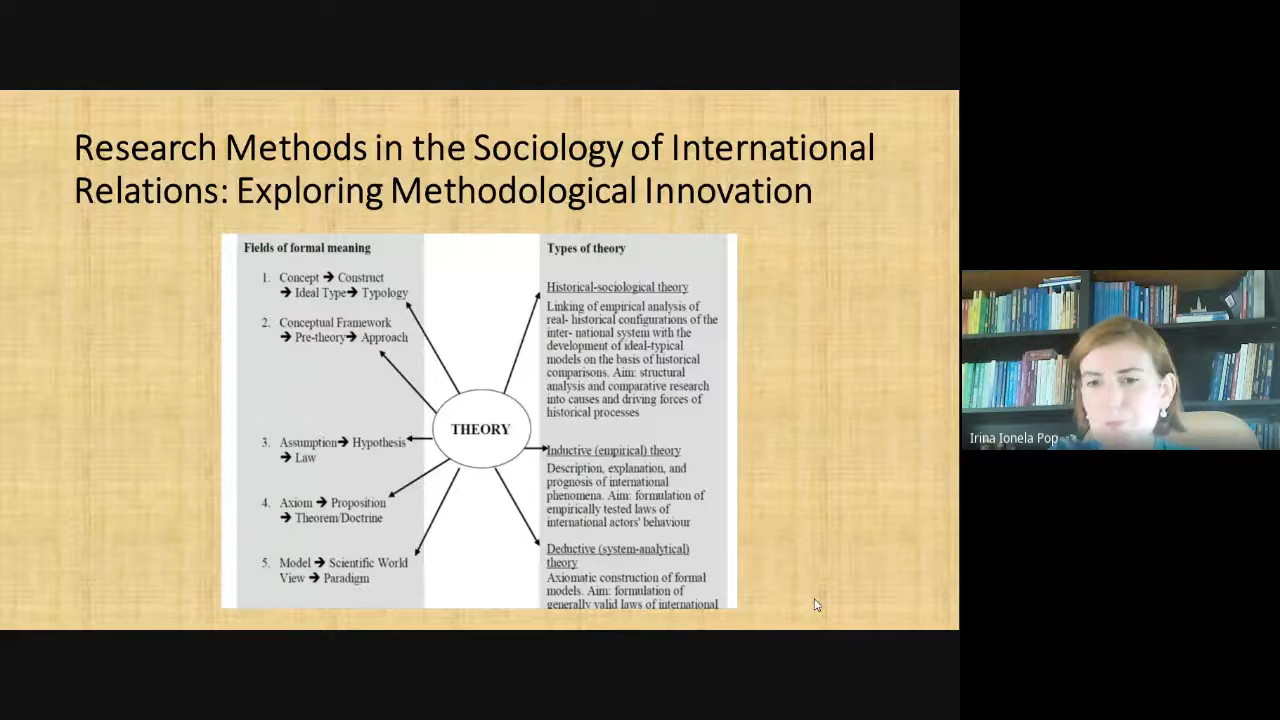 Research Methods in the Sociology of International
Relations: Exploring Methodological Innovation
Fields of formal meaning
1. Concept → Construct
→ Ideal Type→ Typology
2. Conceptual Framework
→ Pre-theory→ Approach
3. Assumption→ Hypothesis
→ Law
4. Axiom → Proposition
→ Theorem/Doctrine
5. Model → Scientific World
View → Paradigm
THEORY
Types of theory
Historical-sociological theory
Linking of empirical analysis of
real- historical configurations of the
inter- national system with the
development of ideal-typical
models on the basis of historical
comparisons. Aim: structural
analysis and comparative research
into causes and driving forces of
historical processes
Inductive (empirical) theory
Description, explanation, and
prognosis of international
phenomena. Aim: formulation of
empirically tested laws of
international actors' behaviour
Deductive (system-analytical)
theory
Axiomatic construction of formal
models. Aim: formulation of
generally valid laws of international
Irina Ionela Pop